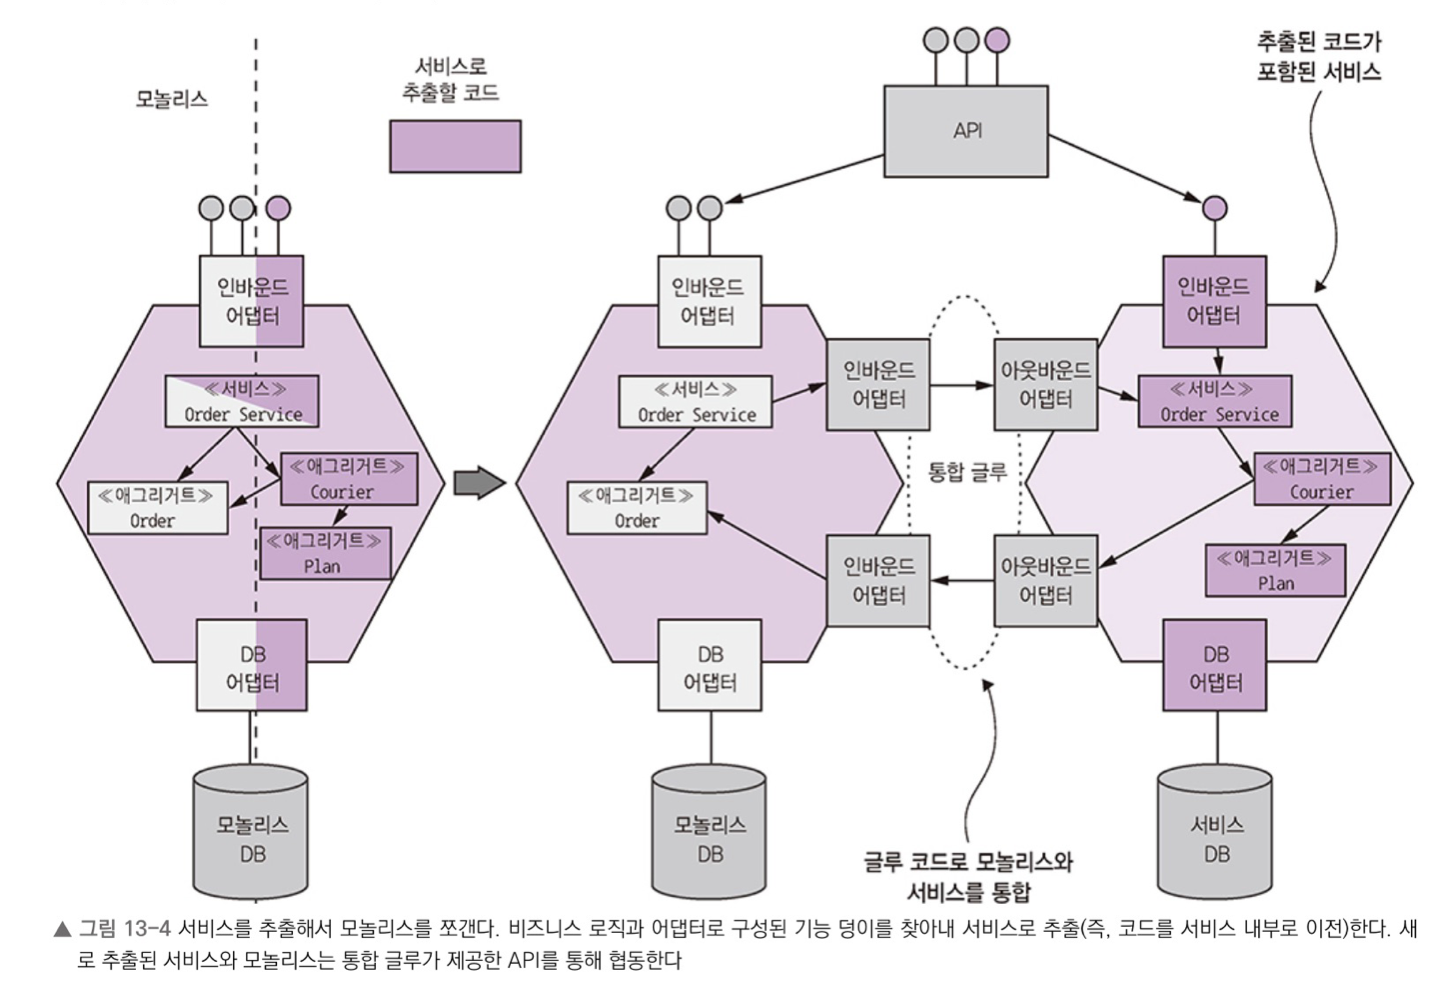 모놀리스
서비스로
추출할 코드
API
추출된 코드가
포함된 서비스
인바운드
어댑터
≪서비스≫
Order Service
≪애그리거트≫
Order
≪애그리거트≫
Courier
≪애그리거트≫
Plan
DB
어댑터
모놀리스
DB
인바운드
어댑터
≪서비스≫
Order Service
≪애그리거트≫
Order
인바운드
어댑터
인바운드
어댑터
DB
어댑터
모놀리스
DB
통합 글루
아웃바운드
어댑터
아웃바운드
어댑터
인바운드
어댑터
≪서비스≫
Order Service
≪애그리거트≫
Courier
≪애그리거트≫
Plan
DB
어댑터
서비스
DB
글루 코드로 모놀리스와
서비스를 통합
▲ 그림 13-4 서비스를 추출해서 모놀리스를 쪼갠다. 비즈니스 로직과 어댑터로 구성된 기능 덩이를 찾아내 서비스로 추출(즉, 코드를 서비스 내부로 이전)한다. 새
로 추출된 서비스와 모놀리스는 통합 글루가 제공한 API를 통해 협동한다